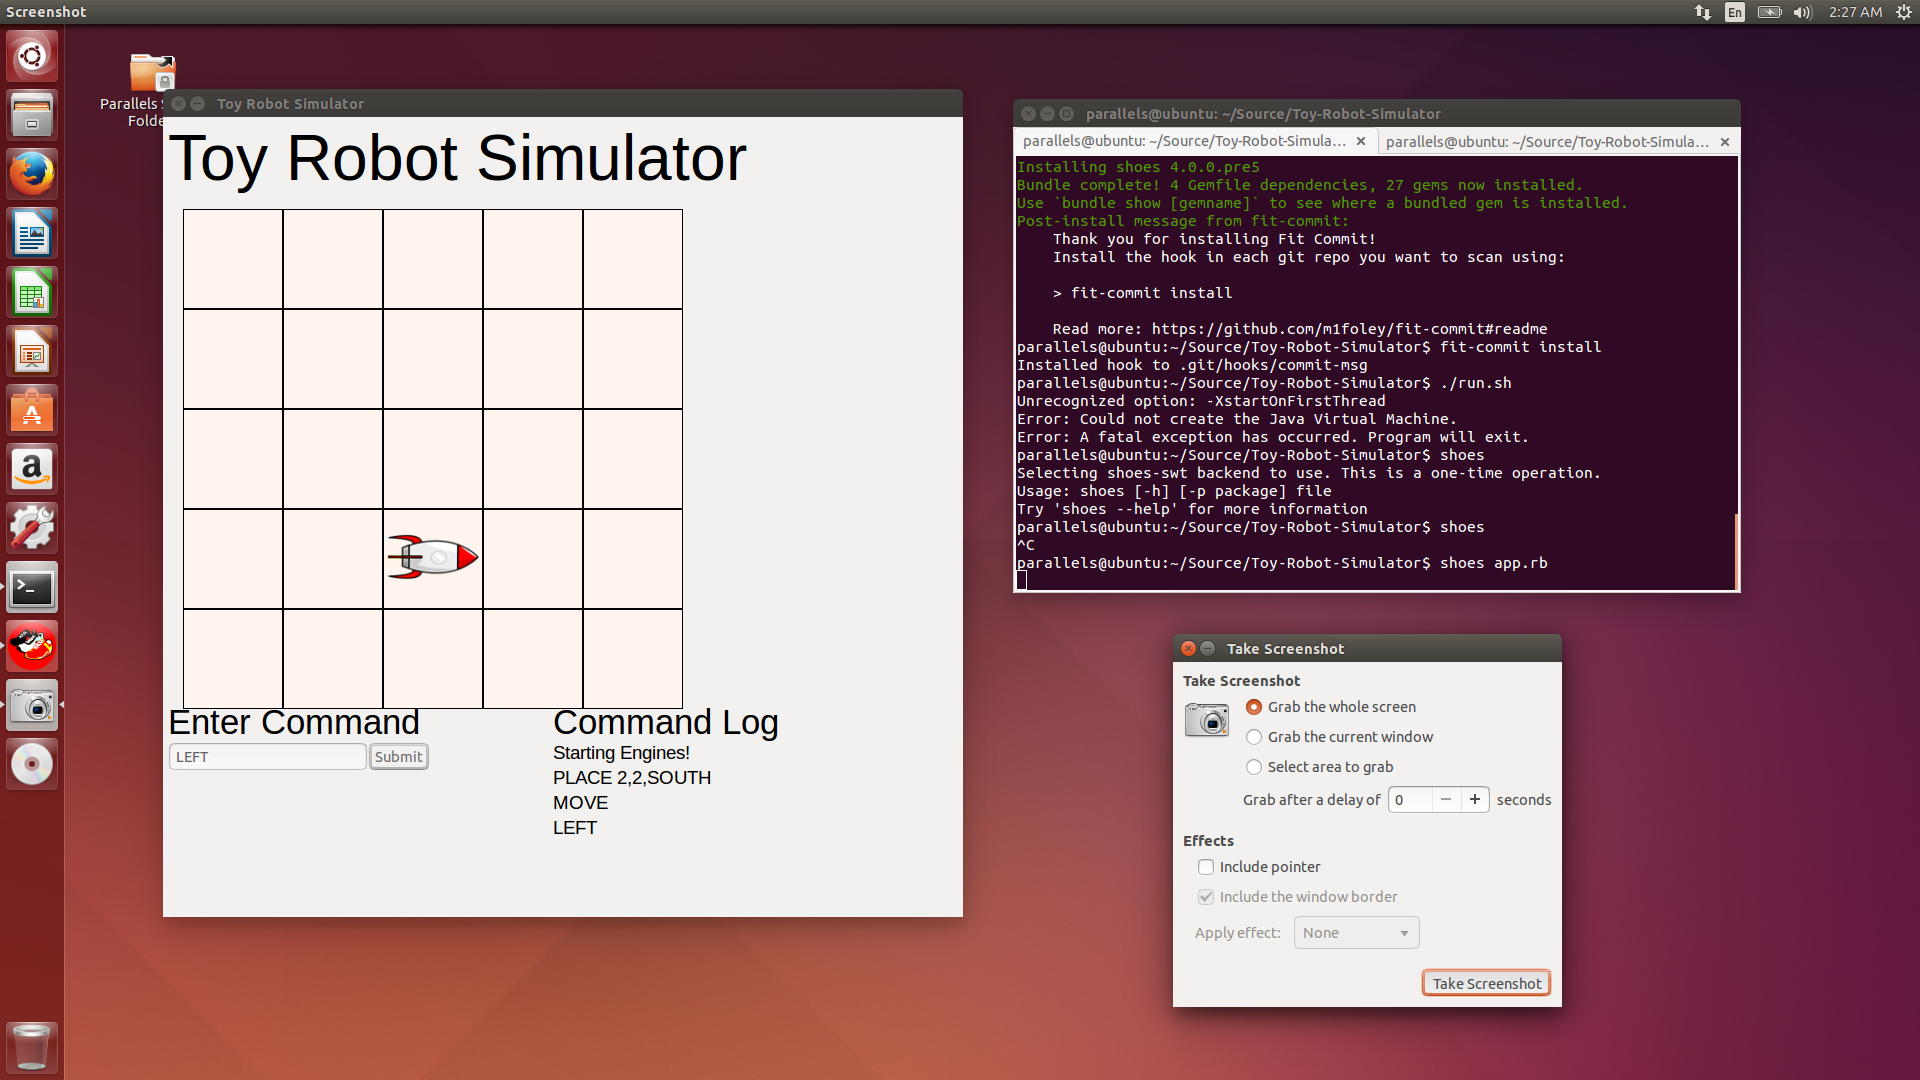 Screenshot
En
2:27 AM
Parallels S
Folde
Toy Robot Simulator
Toy Robot Simulator
Enter Command
LEFT
Submit
Command Log
Starting Engines!
PLACE 2,2,SOUTH
MOVE
LEFT
parallels@ubuntu: ~/Source/Toy-Robot-Simulator
parallels@ubuntu: ~/Source/Toy-Robot-Simula...
parallels@ubuntu: ~/Source/Toy-Robot-Simula...
Installing shoes 4.0.0.pre5
Bundle complete! 4 Gemfile dependencies, 27 gems now installed.
Use `bundle show [gemname]` to see where a bundled gem is installed.
Post-install message from fit-commit:
Thank you for installing Fit Commit!
Install the hook in each git repo you want to scan using:
> fit-commit install
Read more: https://github.com/m1foley/fit-commit#readme
parallels@ubuntu:~/Source/Toy-Robot-Simulator$ fit-commit install
Installed hook to .git/hooks/commit-msg
parallels@ubuntu:~/Source/Toy-Robot-Simulator$ ./run.sh
Unrecognized option: -XstartOnFirstThread
Error: Could not create the Java Virtual Machine.
Error: A fatal exception has occurred. Program will exit.
parallels@ubuntu:~/Source/Toy-Robot-Simulator$ shoes
Selecting shoes-swt backend to use. This is a one-time operation.
Usage: shoes [-h] [-p package] file
Try 'shoes --help' for more information
parallels@ubuntu:~/Source/Toy-Robot-Simulator$ shoes
^C
parallels@ubuntu:~/Source/Toy-Robot-Simulator$ shoes app.rb
Take Screenshot
Take Screenshot
Grab the whole screen
Grab the current window
Select area to grab
Grab after a delay of 0 − + seconds
Effects
Include pointer
Include the window border
Apply effect: None
Take Screenshot